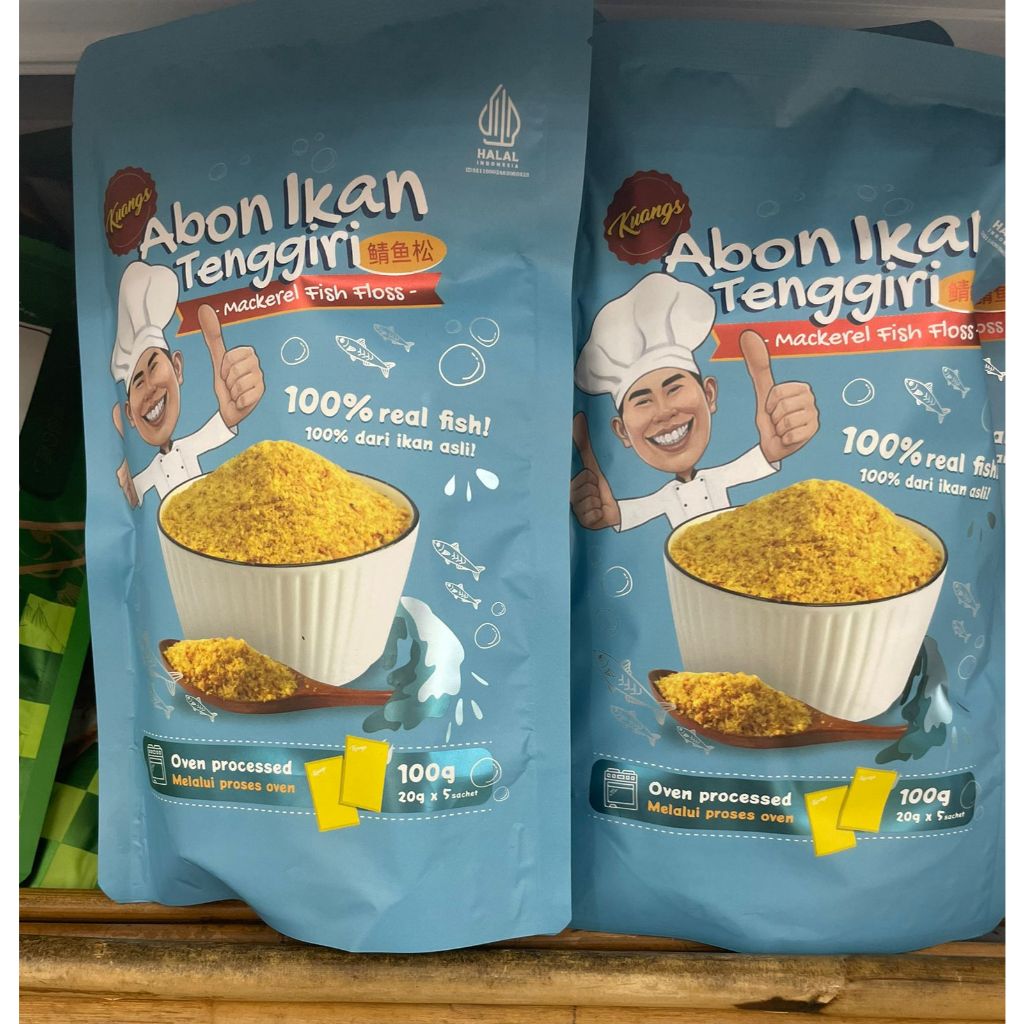 HALAL
INDONESIA
Kuangs
Abon Ikan
Tenggiri
鲭鱼松
- Mackerel Fish Floss -
100% real fish!
100% dari ikan asli!
Oven processed
Melalui proses oven
100g
20g x 5 sachet
Kuangs
Abon Ika
Tenggiri
鲭
- Mackerel Fish Floss
100% real fish!
100% dari ikan asli!
Oven processed
Melalui proses oven
100g
20g x 5 sachet